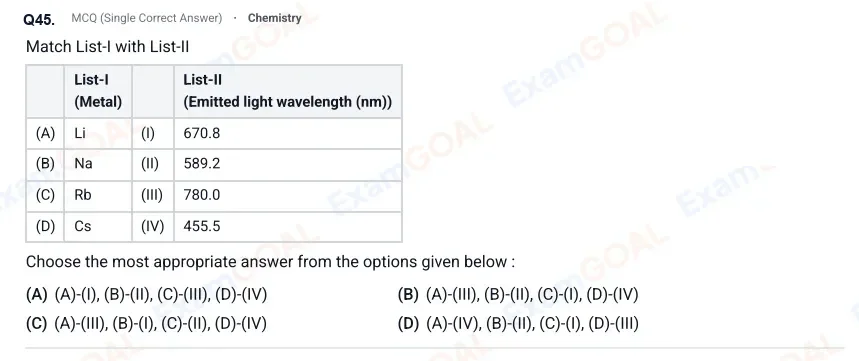 Q45. MCQ (Single Correct Answer) · Chemistry
Match List-I with List-II
List-I (Metal) List-II (Emitted light wavelength (nm))
(A) Li (I) 670.8
(B) Na (II) 589.2
(C) Rb (III) 780.0
(D) Cs (IV) 455.5
Choose the most appropriate answer from the options given below :
(A) (A)-(I), (B)-(II), (C)-(III), (D)-(IV) (B) (A)-(III), (B)-(II), (C)-(I), (D)-(IV)
(C) (A)-(III), (B)-(I), (C)-(II), (D)-(IV) (D) (A)-(IV), (B)-(II), (C)-(I), (D)-(III)
ExamGOAL